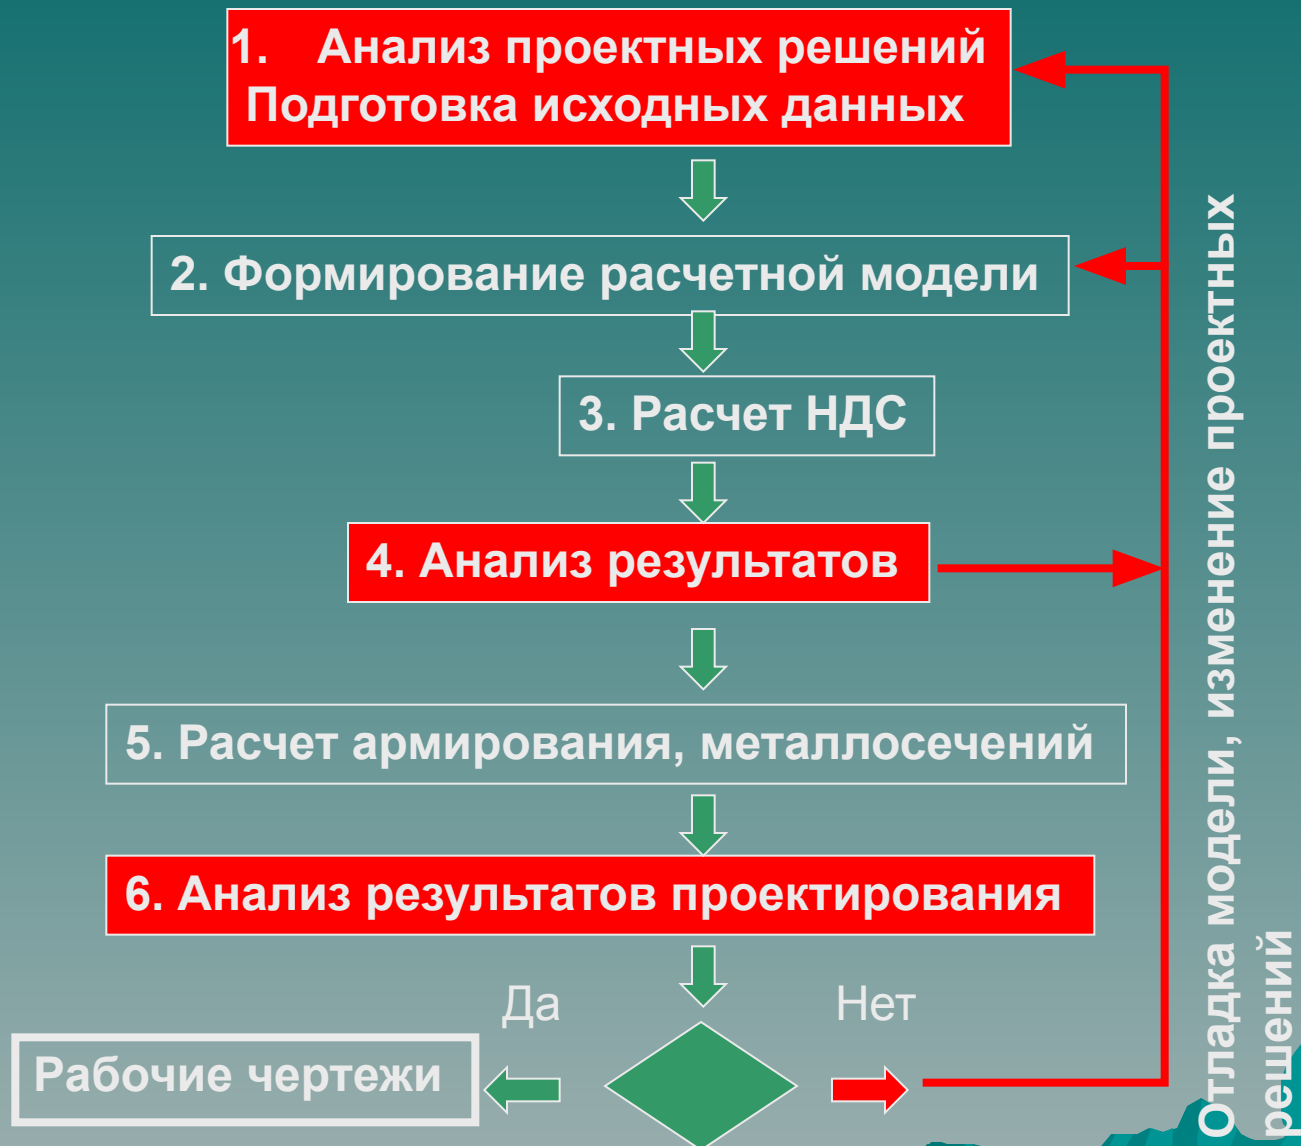 1. Анализ проектных решений
Подготовка исходных данных
2. Формирование расчетной модели
3. Расчет НДС
4. Анализ результатов
5. Расчет армирования, металлосечений
6. Анализ результатов проектирования
Да
Нет
Рабочие чертежи
Отладка модели, изменение проектных
решений